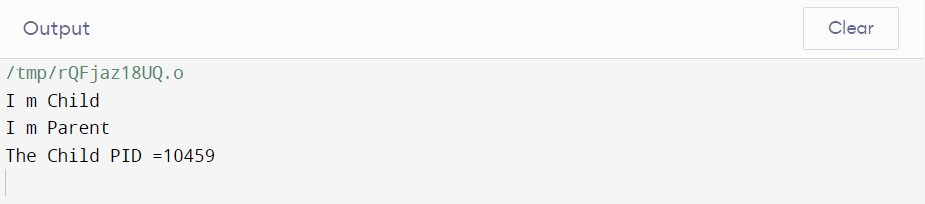 Output
Clear
/tmp/rQFjaz18UQ.o
I m Child
I m Parent
The Child PID =10459